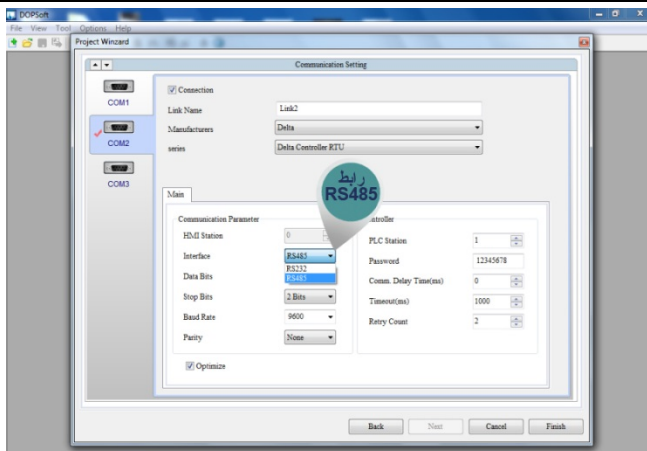 DOPSoft
File View Tool Options Help
Project Winzard
Communication Setting
COM1
COM2
COM3
Connection
Link Name Link2
Manufacturers Delta
series Delta Controller RTU
رابط
RS485
Main
Communication Parameter
HMI Station 0
Interface RS485
RS232
RS485
Data Bits
Stop Bits 2 Bits
Baud Rate 9600
Parity None
Optimize
ntroller
PLC Station 1
Password 12345678
Comm. Delay Time(ms) 0
Timeout(ms) 1000
Retry Count 2
Back Next Cancel Finish